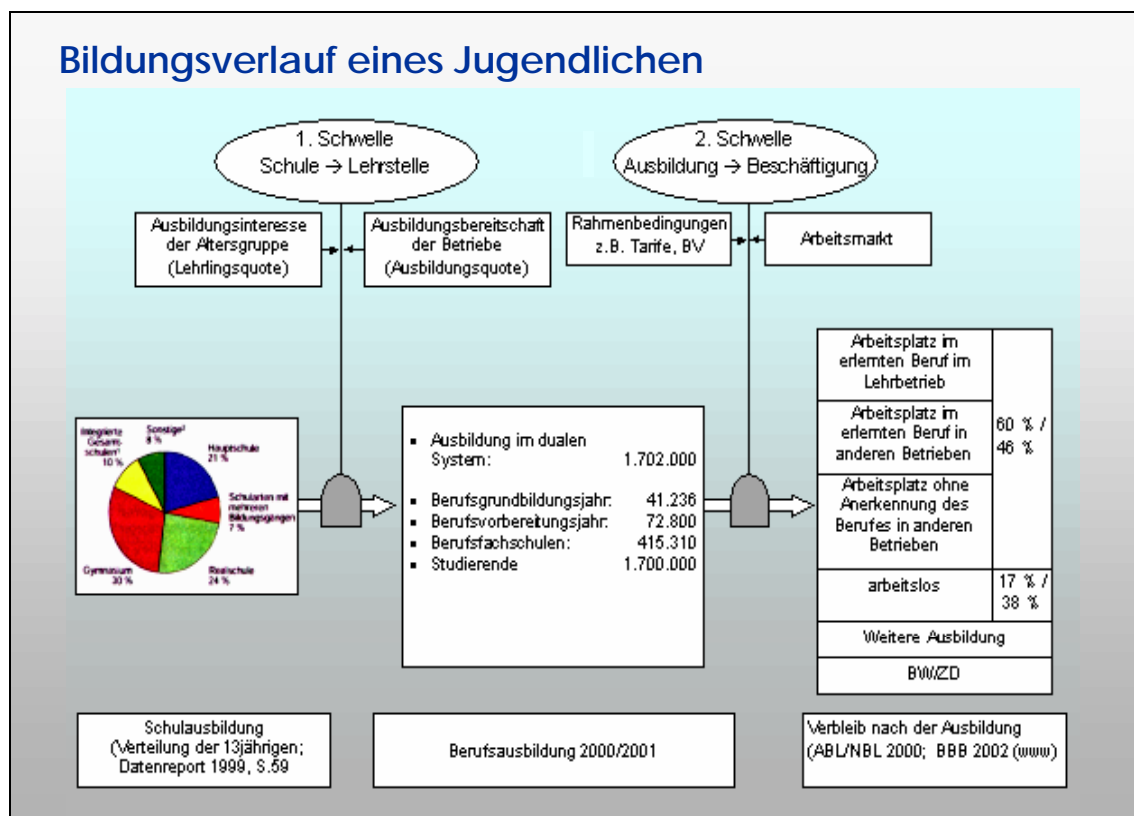 Bildungsverlauf eines Jugendlichen
1. Schwelle
Schule → Lehrstelle
2. Schwelle
Ausbildung → Beschäftigung
Ausbildungsinteresse
der Altersgruppe
(Lehrlingsquote)
Ausbildungsbereitschaft
der Betriebe
(Ausbildungsquote)
Rahmenbedingungen
z.B. Tarife, BV
Arbeitsmarkt
Integrierte
Gesamt-
schulen¹
10 %
Sonstige²
8 %
Hauptschule
21 %
Schularten mit
mehreren
Bildungsgängen
7 %
Realschule
24 %
Gymnasium
30 %
▪ Ausbildung im dualen
System: 1.702.000
▪ Berufsgrundbildungsjahr: 41.236
▪ Berufsvorbereitungsjahr: 72.800
▪ Berufsfachschulen: 415.310
▪ Studierende 1.700.000
Arbeitsplatz im
erlernten Beruf im
Lehrbetrieb
Arbeitsplatz im
erlernten Beruf in
anderen Betrieben
Arbeitsplatz ohne
Anerkennung des
Berufes in anderen
Betrieben
60 % /
46 %
arbeitslos
17 % /
38 %
Weitere Ausbildung
BW/ZD
Schulausbildung
(Verteilung der 13jährigen;
Datenreport 1999, S.59
Berufsausbildung 2000/2001
Verbleib nach der Ausbildung
(ABL/NBL 2000; BBB 2002 (www)